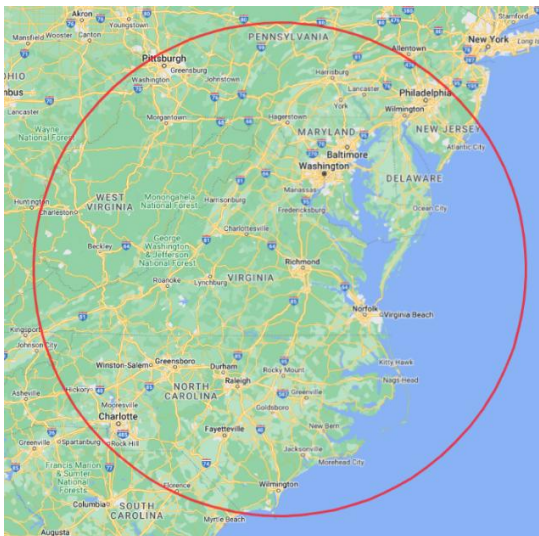 Akron
Youngstown
Stamford
Mansfield
Wooster
Canton
PENNSYLVANIA
New York
Long Is
Pittsburgh
Allentown
Greensburg
OHIO
Washington
Johnstown
Harrisburg
mbus
Lancaster
Philadelphia
Lancaster
York
Wilmington
Morgantown
Hagerstown
NEW JERSEY
Wayne
National Forest
MARYLAND
Atlantic City
Baltimore
Washington
DELAWARE
Manassas
WEST
VIRGINIA
Monongahela
National Forest
Harrisonburg
Huntington
Charleston
Fredericksburg
Ocean City
Charlottesville
George
Washington
& Jefferson
National Forest
Beckley
Richmond
VIRGINIA
Roanoke
Lynchburg
Norfolk
Virginia Beach
Kingsport
Johnson City
Kitty Hawk
Winston-Salem
Greensboro
Durham
Rocky Mount
Nags Head
Raleigh
Asheville
Hickory
NORTH
CAROLINA
Greenville
Mooresville
Goldsboro
Charlotte
New Bern
Fayetteville
Greenville
Spartanburg
Rock Hill
Jacksonville
Morehead City
Francis Marion
& Sumter
National
Forests
Florence
Wilmington
Columbia
SOUTH
CAROLINA
Myrtle Beach
Augusta